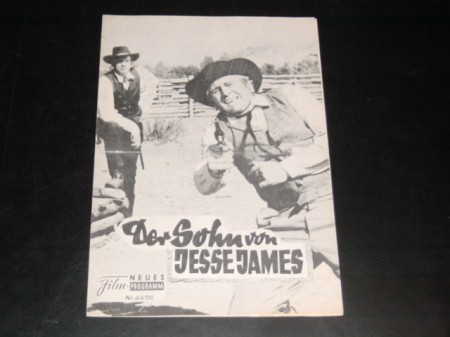 Der Sohn von
JESSE JAMES
Film-
NEUES
PROGRAMM